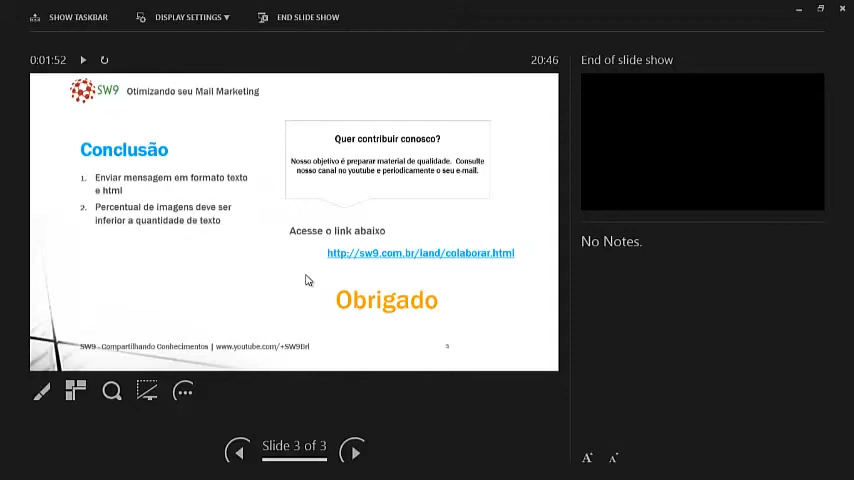 SHOW TASKBAR
DISPLAY SETTINGS ▼
END SLIDE SHOW
0:01:52
20:46
End of slide show
SW9
Otimizando seu Mail Marketing
Conclusão
1. Enviar mensagem em formato texto
e html
2. Percentual de imagens deve ser
inferior a quantidade de texto
Quer contribuir conosco?
Nosso objetivo é preparar material de qualidade. Consulte
nosso canal no youtube e periodicamente o seu e-mail.
Acesse o link abaixo
http://sw9.com.br/land/colaborar.html
Obrigado
SW9 - Compartilhando Conhecimentos | www.youtube.com/+SW9Brl
3
No Notes.
Slide 3 of 3
A
A